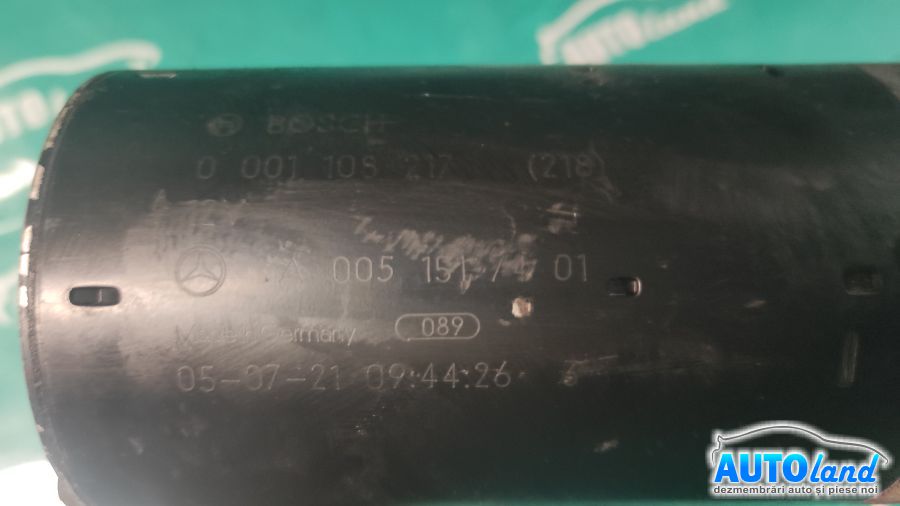 AUTOland
BOSCH
0 001 108 217 (218)
A 005 151 01
Made in Germany 089
05-07-21 09:44:26
AUTOland
dezmembrări auto și piese noi